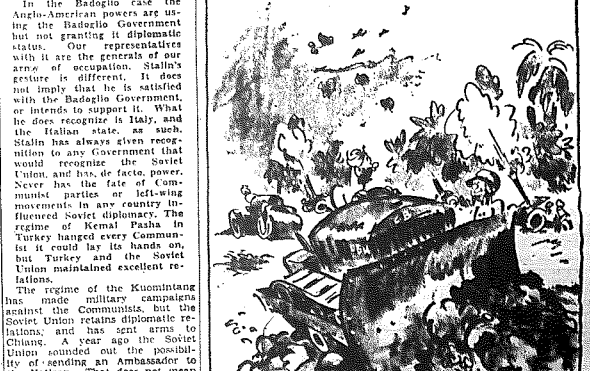 In the Badoglio case the
Anglo-American powers are us-
ing the Badoglio Government
but not granting it diplomatic
status. Our representatives
with it are the generals of our
army of occupation. Stalin's
gesture is different. It does
not imply that he is satisfied
with the Badoglio Government,
or intends to support it. What
he does recognize is Italy, and
the Italian state, as such.
Stalin has always given recog-
nition to any Government that
would recognize the Soviet
Union, and has, de facto, power.
Never has the fate of Com-
munist parties or left-wing
movements in any country in-
fluenced Soviet diplomacy. The
regime of Kemal Pasha in
Turkey hanged every Commun-
ist it could lay its hands on,
but Turkey and the Soviet
Union maintained excellent re-
lations.
The regime of the Kuomintang
has made military campaigns
against the Communists, but the
Soviet Union retains diplomatic re-
lations, and has sent arms to
Chiang. A year ago the Soviet
Union sounded out the possibil-
ity of sending an Ambassador to
That does not mean